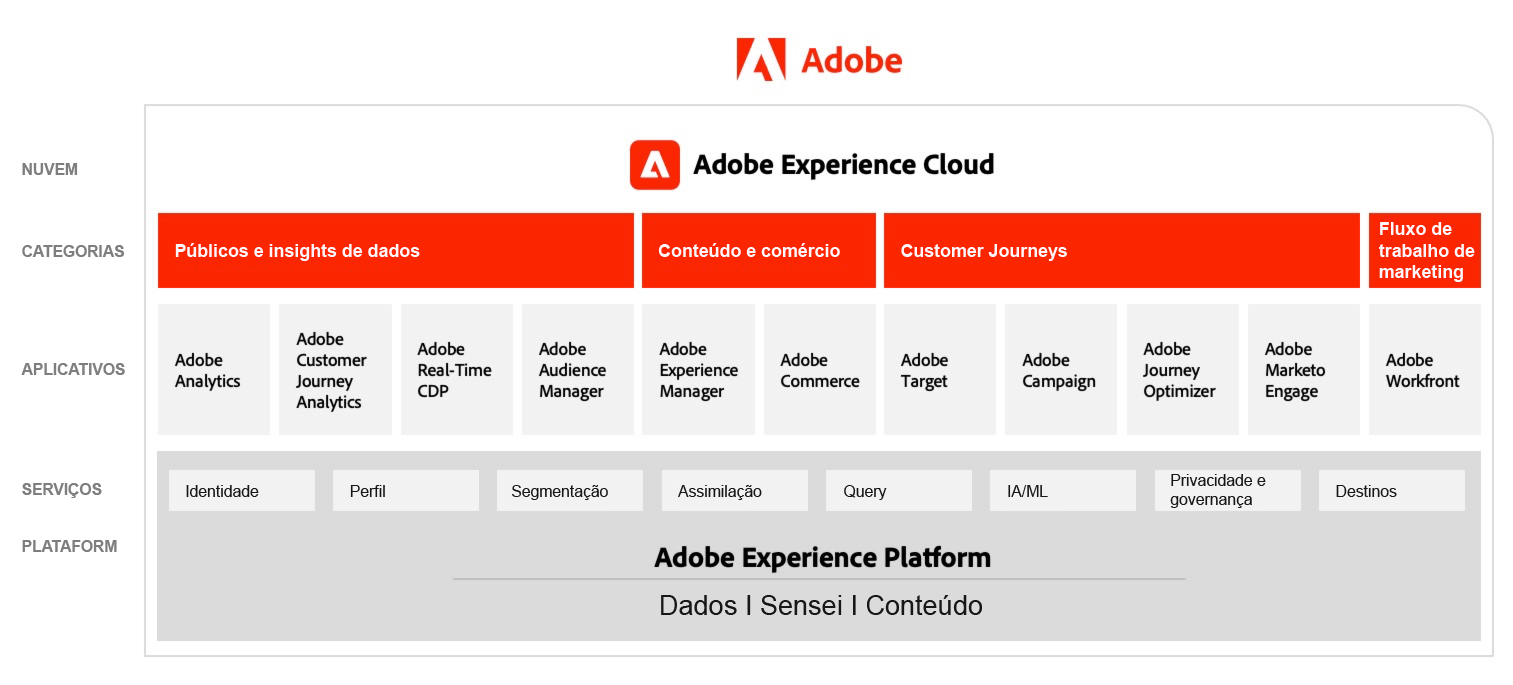 Adobe
NUVEM
Adobe Experience Cloud
CATEGORIAS
Públicos e insights de dados
Conteúdo e comércio
Customer Journeys
Fluxo de
trabalho de
marketing
APLICATIVOS
Adobe
Analytics
Adobe
Customer
Journey
Analytics
Adobe
Real-Time
CDP
Adobe
Audience
Manager
Adobe
Experience
Manager
Adobe
Commerce
Adobe
Target
Adobe
Campaign
Adobe
Journey
Optimizer
Adobe
Marketo
Engage
Adobe
Workfront
SERVIÇOS
Identidade
Perfil
Segmentação
Assimilação
Query
IA/ML
Privacidade e
governança
Destinos
PLATAFORM
Adobe Experience Platform
Dados I Sensei I Conteúdo